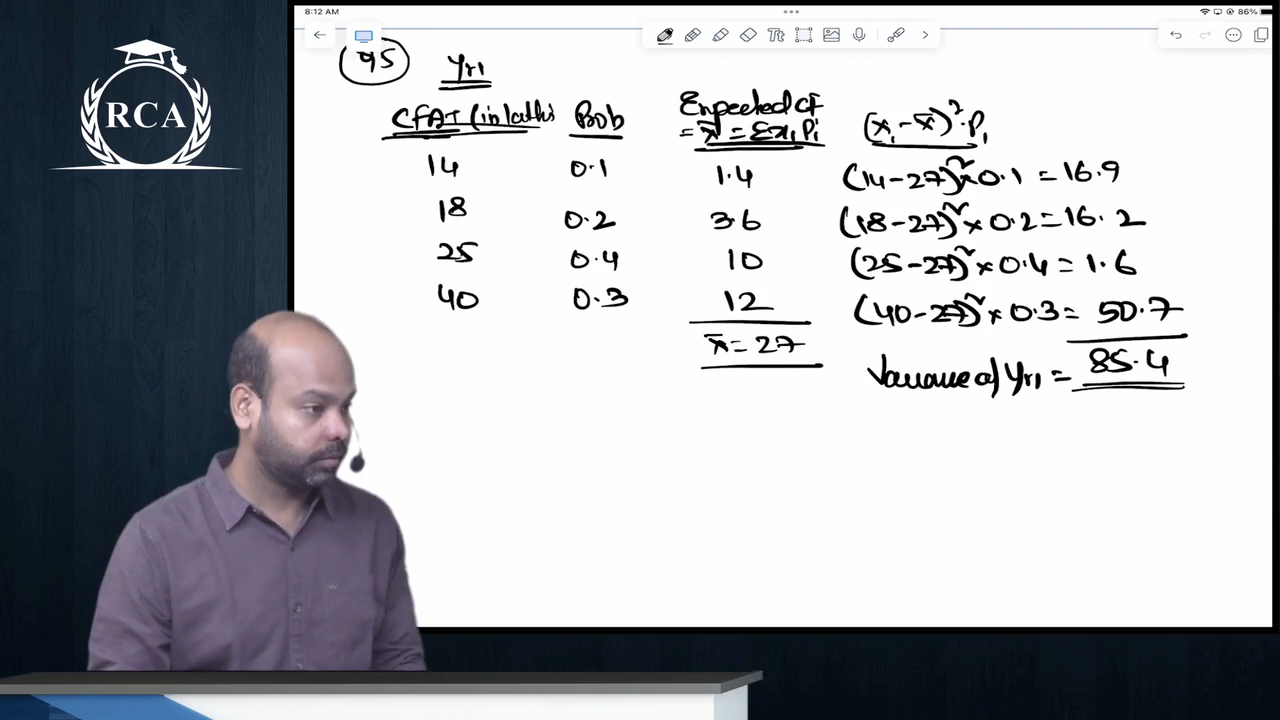 8:12 AM
86%
RCA
95
Yr1
CFAT (in lakhs)
Prob
Expected CF
= x̄ = Σx₁Pᵢ
(x₁ - x̄)²·P₁
14
0.1
1.4
(14-27)² × 0.1 = 16.9
18
0.2
3.6
(18-27)² × 0.2 = 16.2
25
0.4
10
(25-27)² × 0.4 = 1.6
40
0.3
12
(40-27)² × 0.3 = 50.7
x̄ = 27
Variance of Yr1 = 85.4